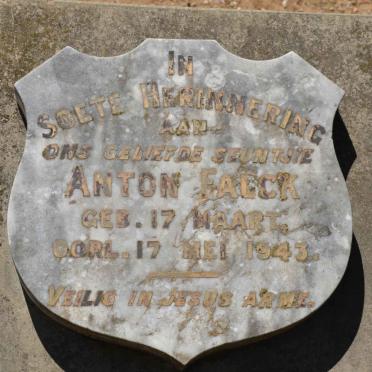 IN
SOETE HERINNERING
AAN
ONS GELIEFDE SEUNTJIE
ANTON FAECK
GEB. 17 MAART.
OORL. 17 MEI 1943.
VEILIG IN JESUS ARME.